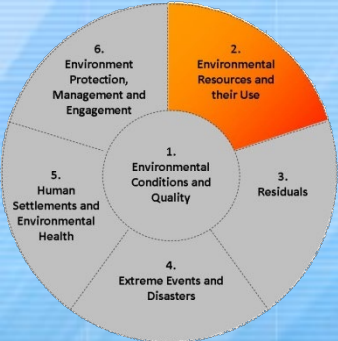 1.
Environmental
Conditions and
Quality
2.
Environmental
Resources and
their Use
3.
Residuals
4.
Extreme Events and
Disasters
5.
Human
Settlements and
Environmental
Health
6.
Environment
Protection,
Management and
Engagement